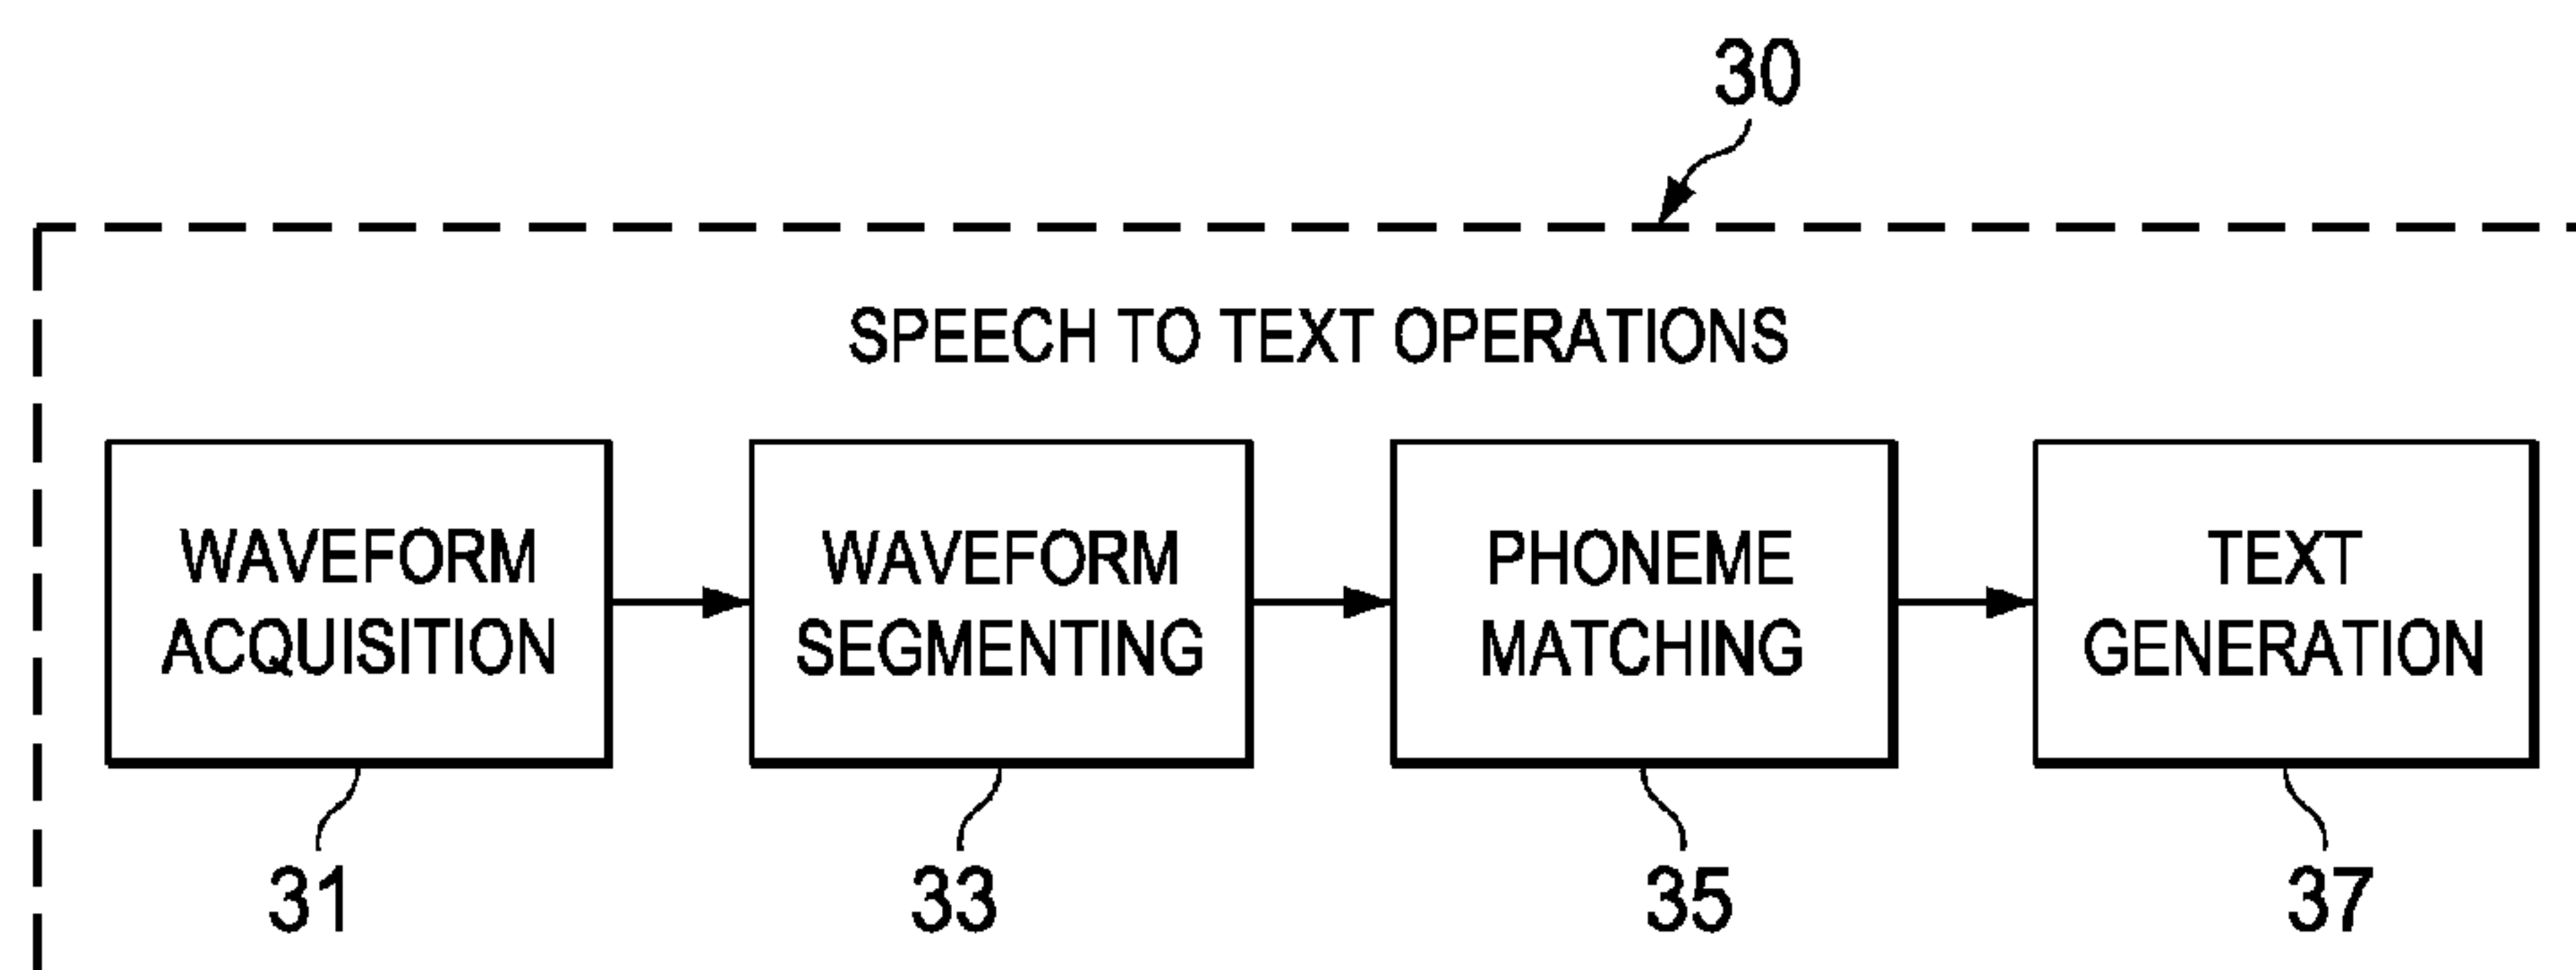 30
SPEECH TO TEXT OPERATIONS
WAVEFORM
ACQUISITION
WAVEFORM
SEGMENTING
PHONEME
MATCHING
TEXT
GENERATION
31
33
35
37